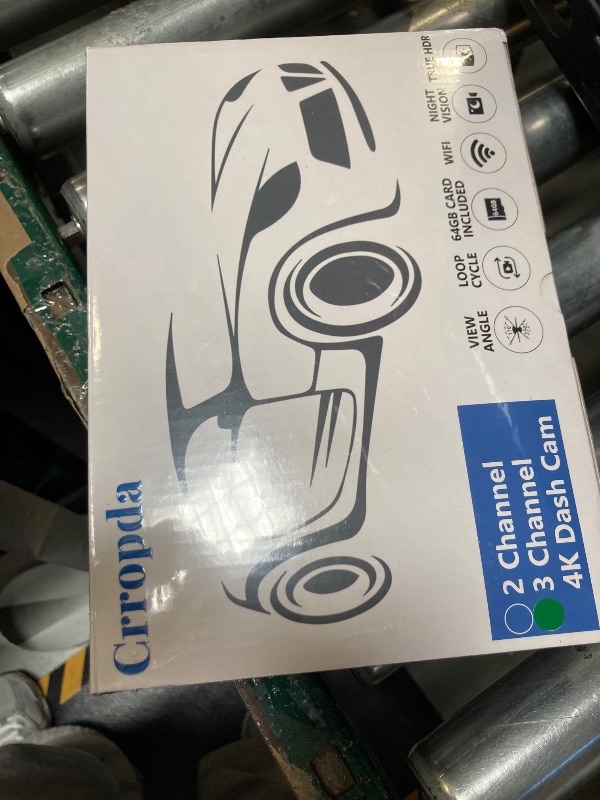 Crropda
TRUE HDR
NIGHT
VISION
WIFI
64GB CARD
INCLUDED
64GB
LOOP
CYCLE
VIEW
ANGLE
2 Channel
3 Channel
4K Dash Cam